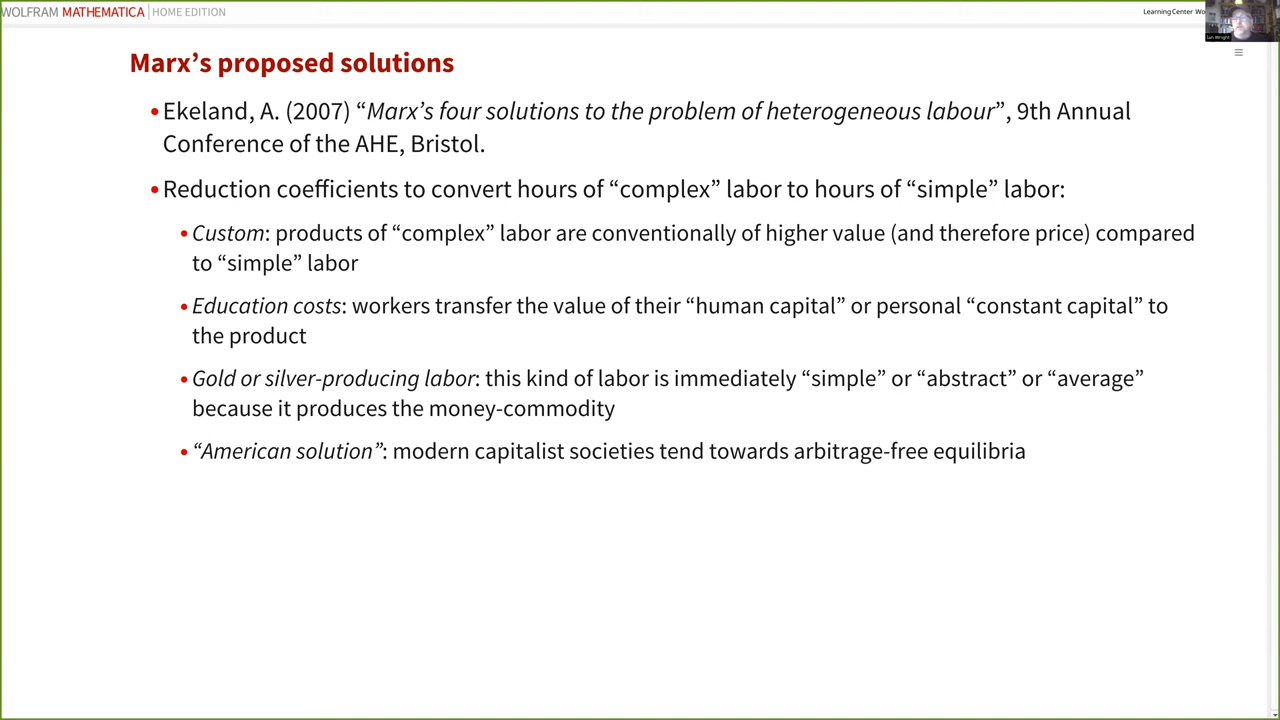 WOLFRAM MATHEMATICA | HOME EDITION
LearningCenter Wo
Ian Wright
Marx’s proposed solutions
• Ekeland, A. (2007) “Marx’s four solutions to the problem of heterogeneous labour”, 9th Annual
Conference of the AHE, Bristol.
• Reduction coefficients to convert hours of “complex” labor to hours of “simple” labor:
• Custom: products of “complex” labor are conventionally of higher value (and therefore price) compared
to “simple” labor
• Education costs: workers transfer the value of their “human capital” or personal “constant capital” to
the product
• Gold or silver-producing labor: this kind of labor is immediately “simple” or “abstract” or “average”
because it produces the money-commodity
• “American solution”: modern capitalist societies tend towards arbitrage-free equilibria